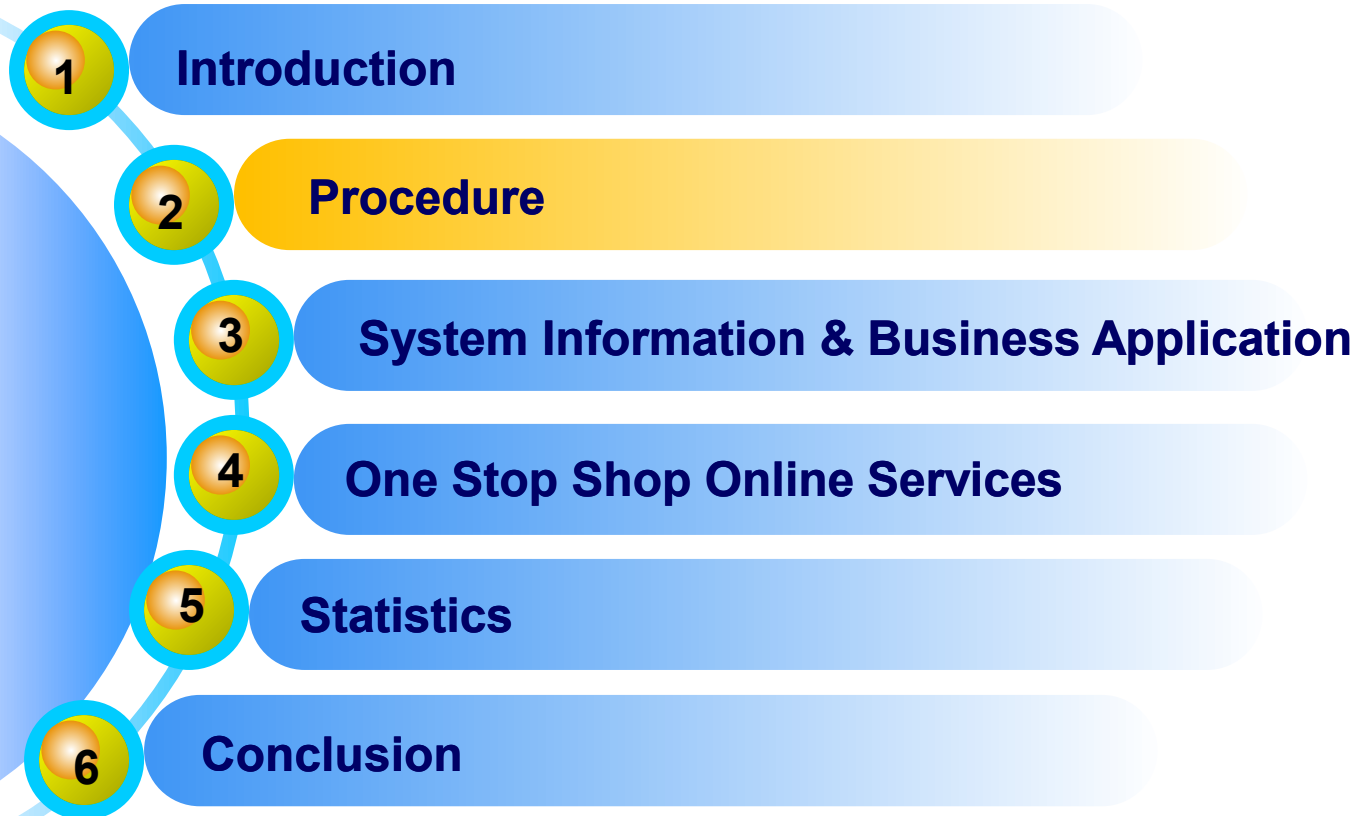 1 Introduction
2 Procedure
3 System Information & Business Application
4 One Stop Shop Online Services
5 Statistics
6 Conclusion